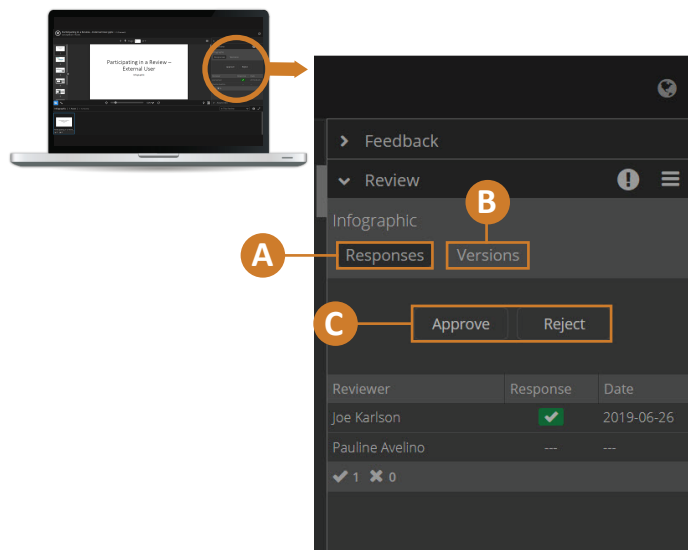 Participating in a Review –
External User
Feedback
Review
B
Infographic
A
Responses
Versions
C
Approve
Reject
Reviewer Response Date
Joe Karlson 2019-06-26
Pauline Avelino --- ---
1 0